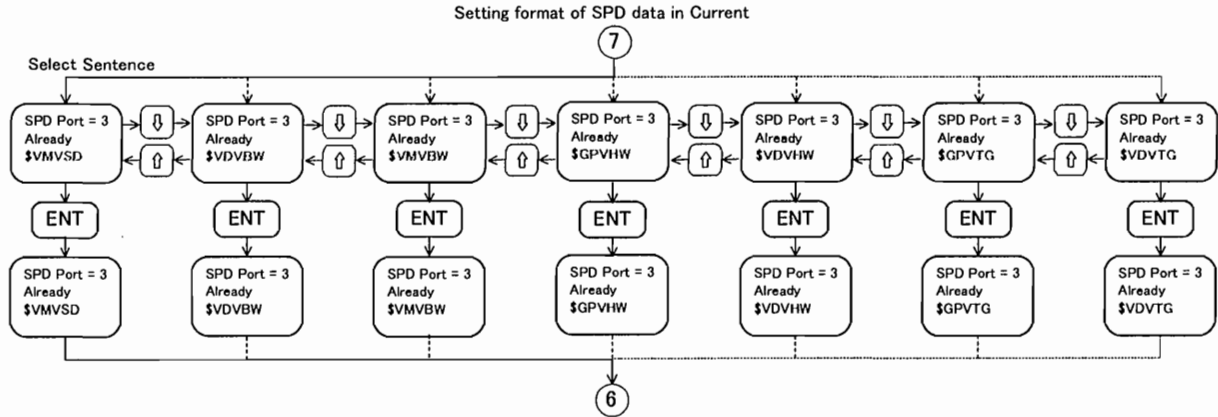 Setting format of SPD data in Current
7
Select Sentence
SPD Port = 3
Already
$VMVSD
⇩
⇧
SPD Port = 3
Already
$VDVBW
⇩
⇧
SPD Port = 3
Already
$VMVBW
⇩
⇧
SPD Port = 3
Already
$GPVHW
⇩
⇧
SPD Port = 3
Already
$VDVHW
⇩
⇧
SPD Port = 3
Already
$GPVTG
⇩
⇧
SPD Port = 3
Already
$VDVTG
ENT
ENT
ENT
ENT
ENT
ENT
ENT
SPD Port = 3
Already
$VMVSD
SPD Port = 3
Already
$VDVBW
SPD Port = 3
Already
$VMVBW
SPD Port = 3
Already
$GPVHW
SPD Port = 3
Already
$VDVHW
SPD Port = 3
Already
$GPVTG
SPD Port = 3
Already
$VDVTG
6